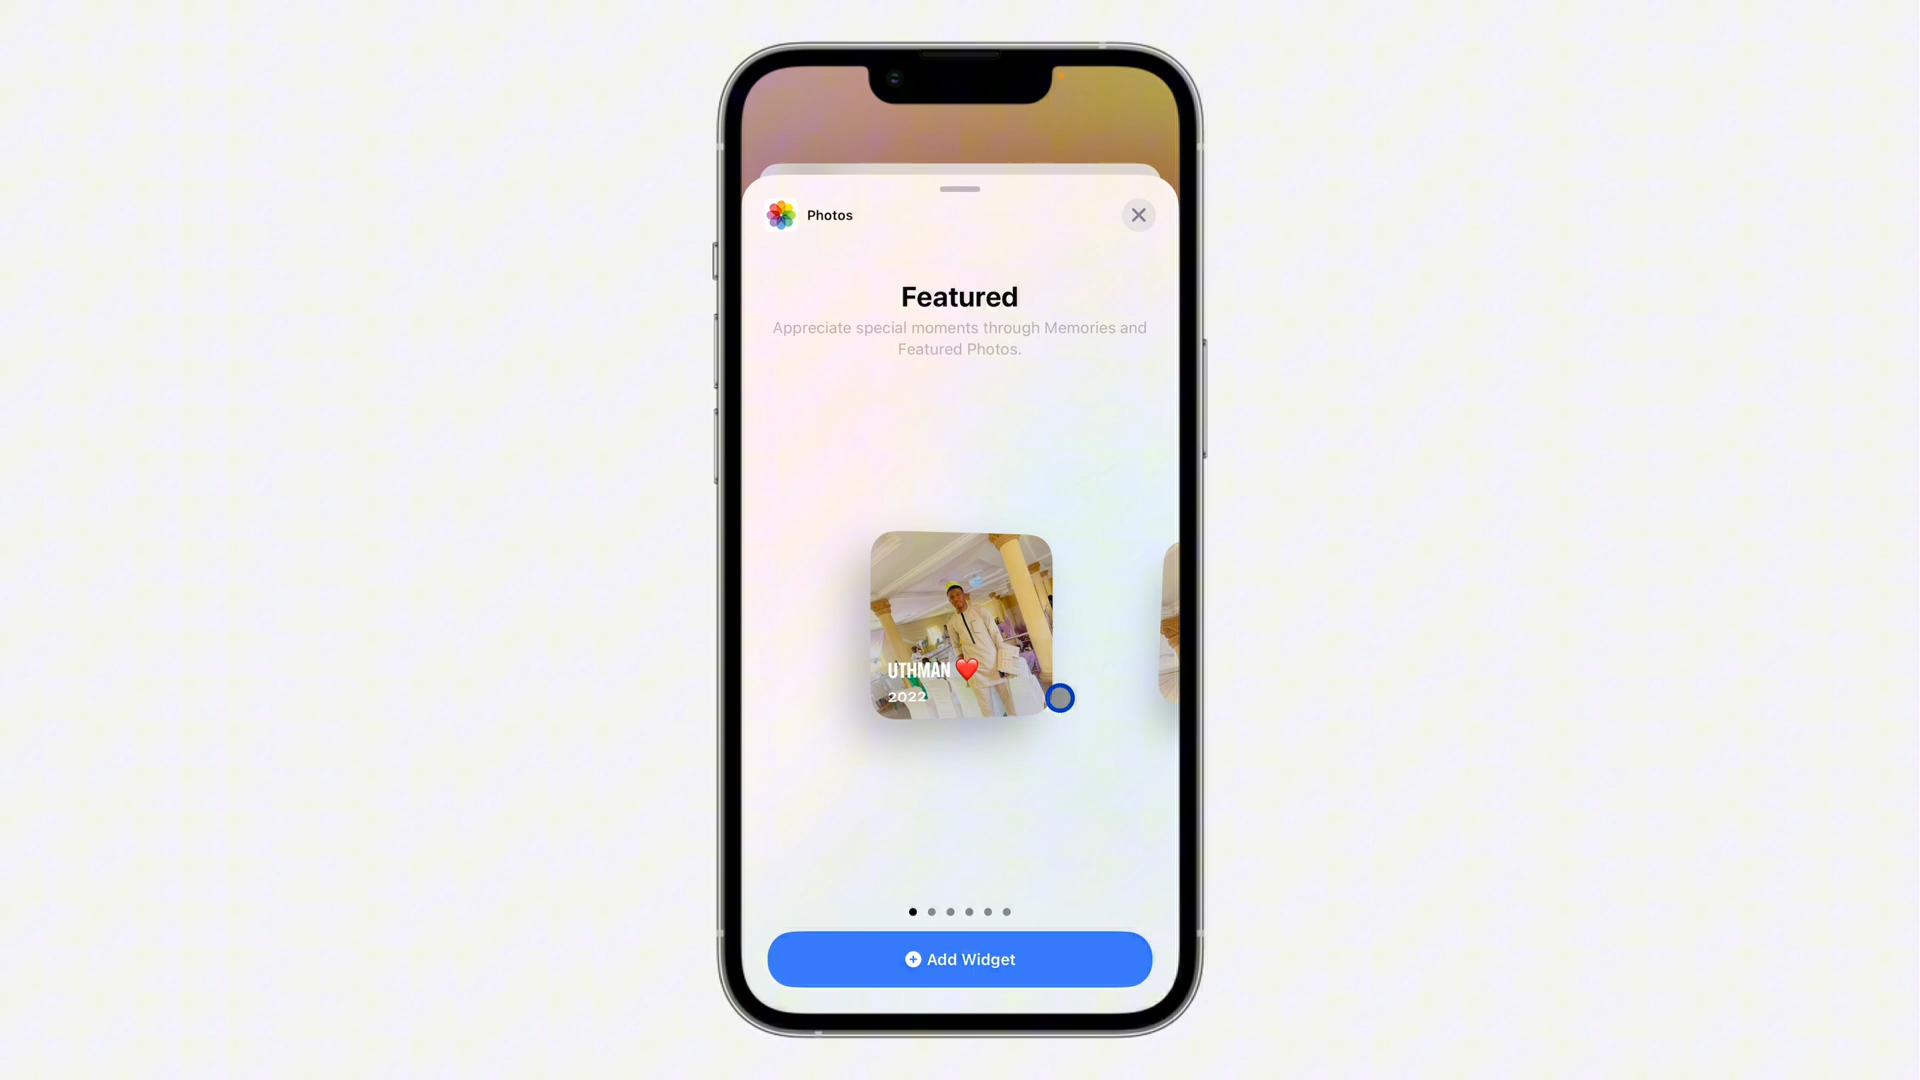 Photos
Featured
Appreciate special moments through Memories and
Featured Photos.
UTHMAN ❤️
2022
Add Widget